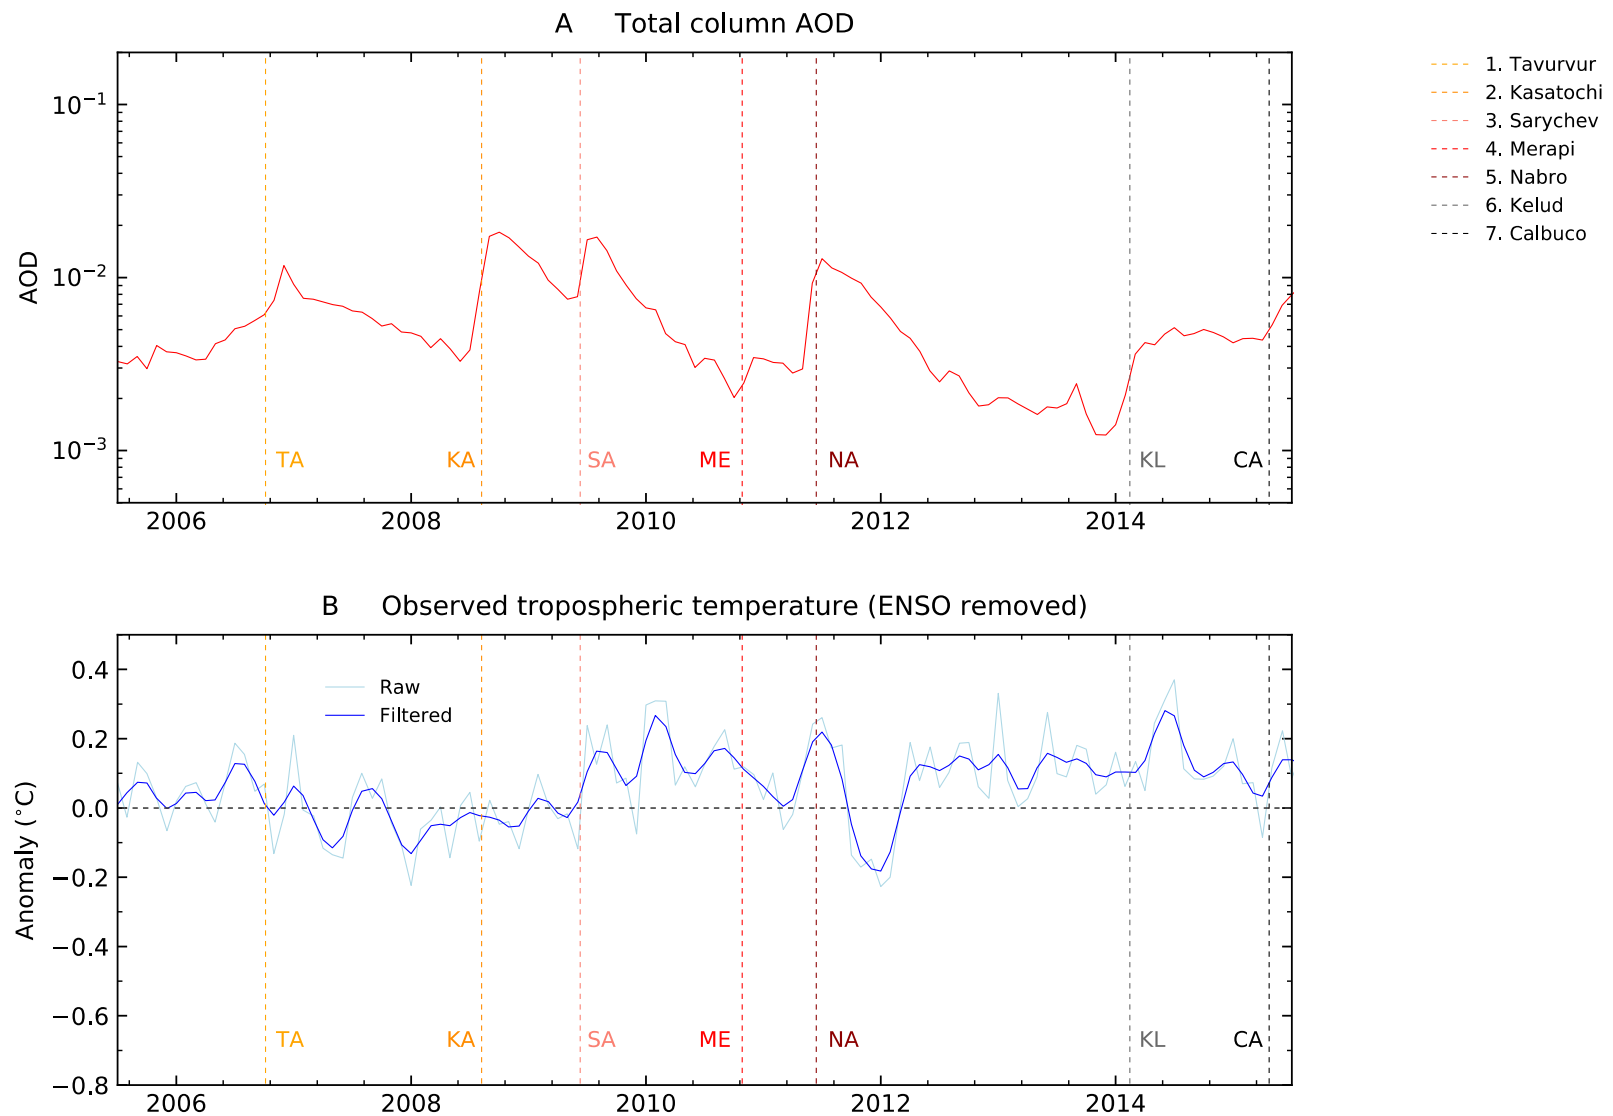 A Total column AOD
10⁻¹
10⁻²
10⁻³
AOD
TA KA SA ME NA KL CA
2006 2008 2010 2012 2014
1. Tavurvur
2. Kasatochi
3. Sarychev
4. Merapi
5. Nabro
6. Kelud
7. Calbuco
B Observed tropospheric temperature (ENSO removed)
0.4
0.2
0.0
−0.2
−0.4
−0.6
−0.8
Anomaly (°C)
Raw
Filtered
TA KA SA ME NA KL CA
2006 2008 2010 2012 2014